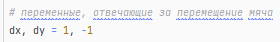 # переменные, отвечающие за перемещение мяча
dx, dy = 1, -1